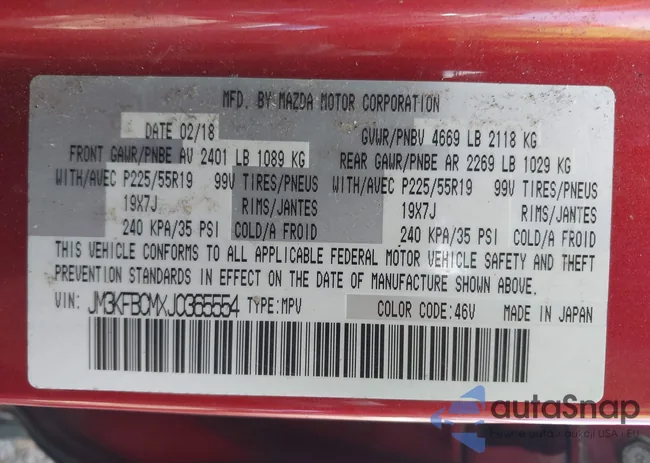 MFD. BY MAZDA MOTOR CORPORATION
DATE 02/18 GVWR/PNBV 4669 LB 2118 KG
FRONT GAWR/PNBE AV 2401 LB 1089 KG REAR GAWR/PNBE AR 2269 LB 1029 KG
WITH/AVEC P225/55R19 99V TIRES/PNEUS WITH/AVEC P225/55R19 99V TIRES/PNEUS
19X7J RIMS/JANTES 19X7J RIMS/JANTES
240 KPA/35 PSI COLD/A FROID 240 KPA/35 PSI COLD/A FROID
THIS VEHICLE CONFORMS TO ALL APPLICABLE FEDERAL MOTOR VEHICLE SAFETY AND THEFT
PREVENTION STANDARDS IN EFFECT ON THE DATE OF MANUFACTURE SHOWN ABOVE.
VIN: JM3KFBCMXJ0365554 TYPE:MPV COLOR CODE:46V MADE IN JAPAN
autaSnap
aukcji USA i EU